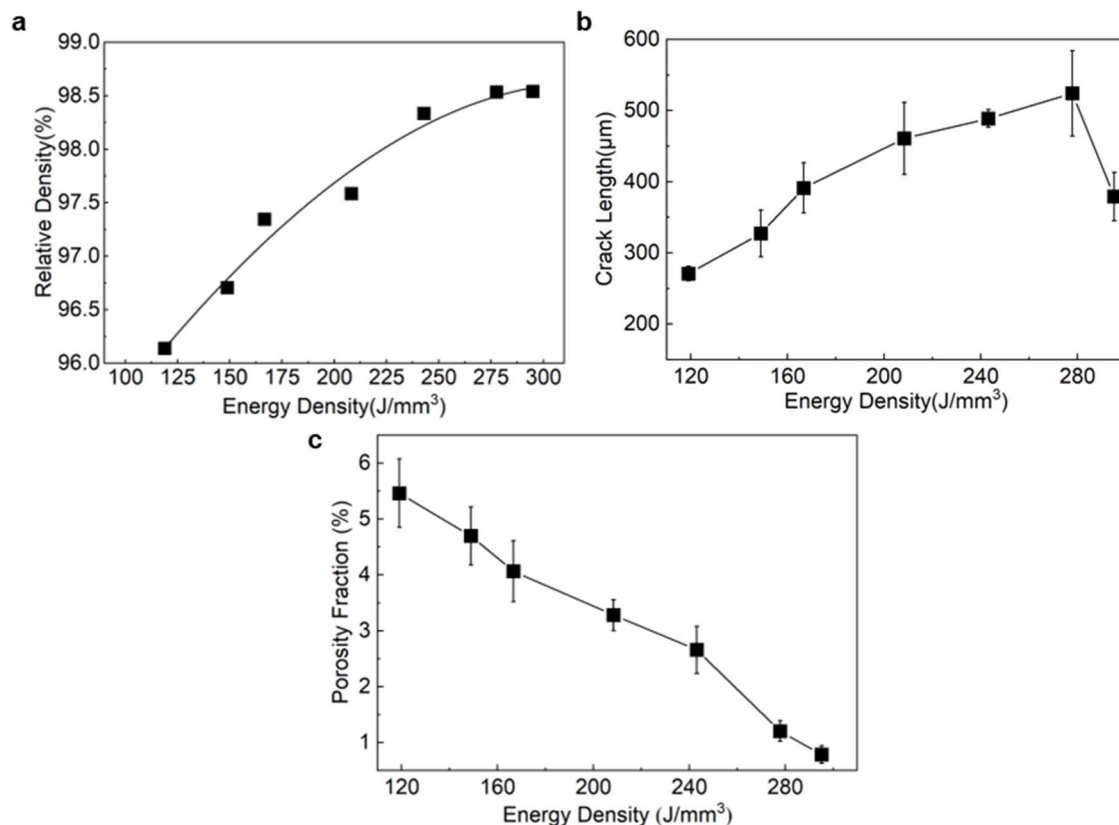 a
99.0
98.5
98.0
97.5
97.0
96.5
96.0
Relative Density(%)
100 125 150 175 200 225 250 275 300
Energy Density(J/mm³)
b
600
500
400
300
200
Crack Length(μm)
120 160 200 240 280
Energy Density(J/mm³)
c
6
5
4
3
2
1
Porosity Fraction (%)
120 160 200 240 280
Energy Density (J/mm³)